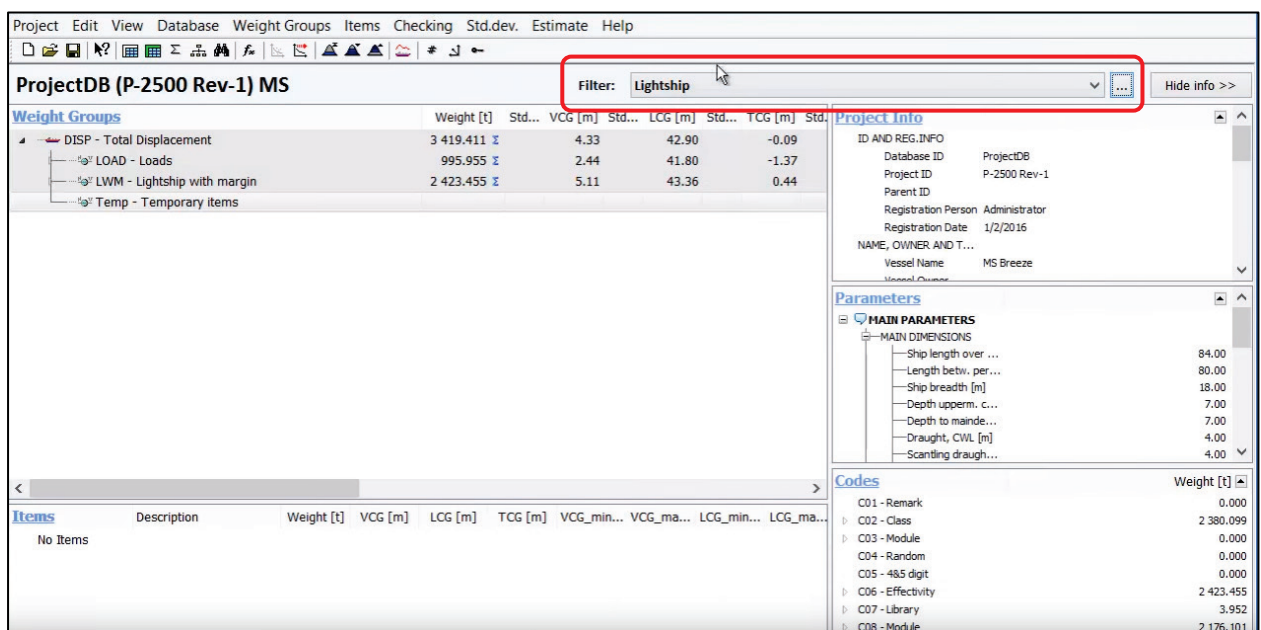 Project Edit View Database Weight Groups Items Checking Std.dev. Estimate Help
ProjectDB (P-2500 Rev-1) MS
Filter: Lightship
...
Hide info >>
Weight Groups Weight [t] Std... VCG [m] Std... LCG [m] Std... TCG [m] Std.
DISP - Total Displacement 3 419.411 Σ 4.33 42.90 -0.09
LOAD - Loads 995.955 Σ 2.44 41.80 -1.37
LWM - Lightship with margin 2 423.455 Σ 5.11 43.36 0.44
Temp - Temporary items
Items Description Weight [t] VCG [m] LCG [m] TCG [m] VCG_min... VCG_ma... LCG_min... LCG_ma...
No Items
Project Info
ID AND REG.INFO
Database ID ProjectDB
Project ID P-2500 Rev-1
Parent ID
Registration Person Administrator
Registration Date 1/2/2016
NAME, OWNER AND T...
Vessel Name MS Breeze
Vessel Owner
Parameters
MAIN PARAMETERS
MAIN DIMENSIONS
Ship length over ... 84.00
Length betw. per... 80.00
Ship breadth [m] 18.00
Depth upperm. c... 7.00
Depth to mainde... 7.00
Draught, CWL [m] 4.00
Scantling draugh... 4.00
Codes Weight [t]
C01 - Remark 0.000
C02 - Class 2 380.099
C03 - Module 0.000
C04 - Random 0.000
C05 - 4&5 digit 0.000
C06 - Effectivity 2 423.455
C07 - Library 3.952
C08 - Module 2 176.101